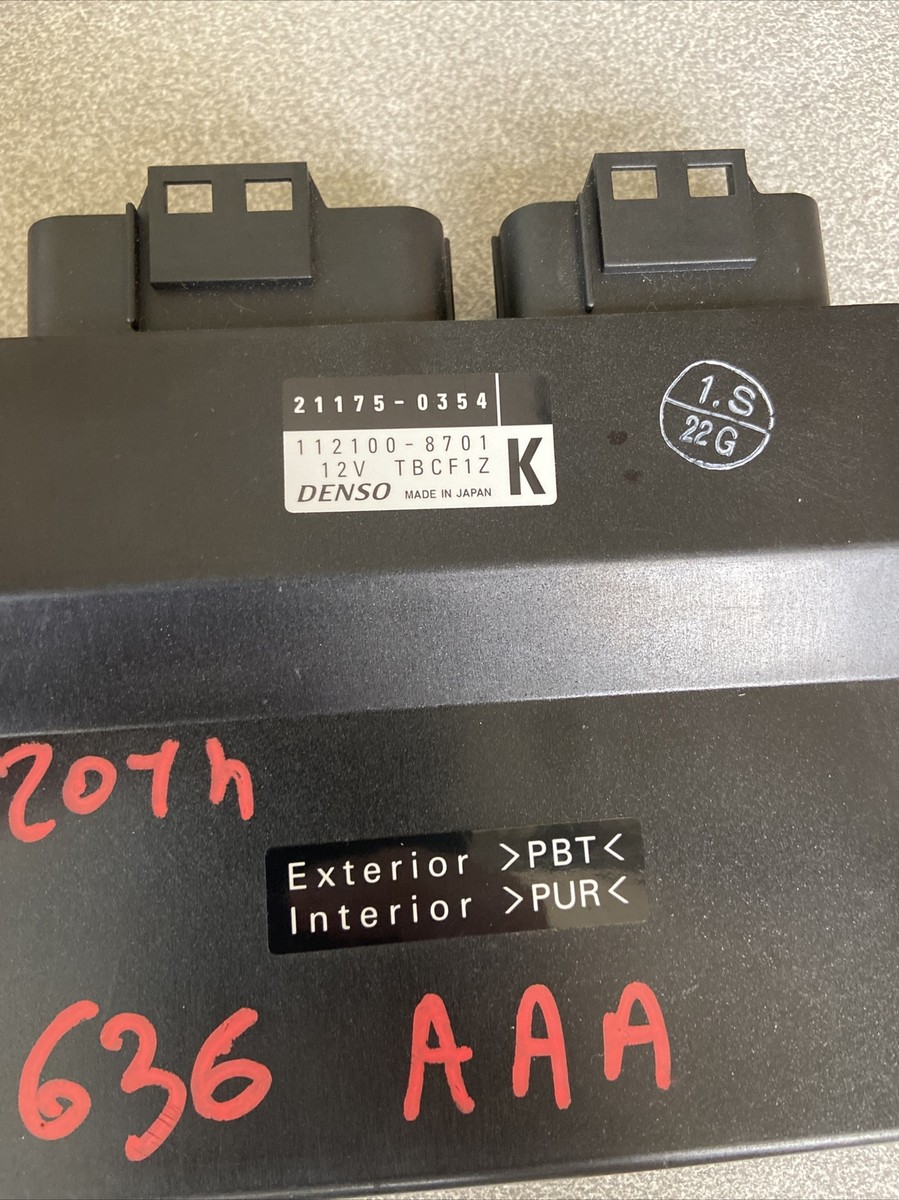 21175-0354
112100-8701
12V TBCF1Z
K
DENSO MADE IN JAPAN
1.S
22G
2014
Exterior >PBT<
Interior >PUR<
636 AAA